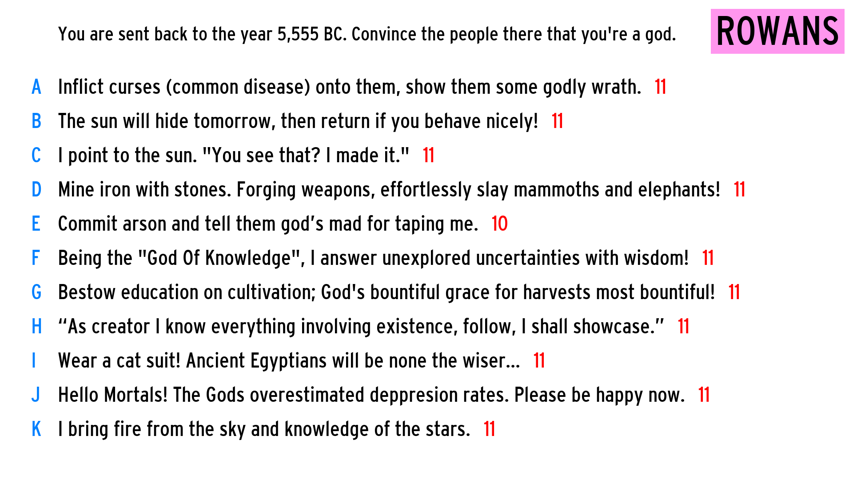 You are sent back to the year 5,555 BC. Convince the people there that you're a god.
ROWANS
A Inflict curses (common disease) onto them, show them some godly wrath. 11
B The sun will hide tomorrow, then return if you behave nicely! 11
C I point to the sun. "You see that? I made it." 11
D Mine iron with stones. Forging weapons, effortlessly slay mammoths and elephants! 11
E Commit arson and tell them god’s mad for taping me. 10
F Being the "God Of Knowledge", I answer unexplored uncertainties with wisdom! 11
G Bestow education on cultivation; God's bountiful grace for harvests most bountiful! 11
H “As creator I know everything involving existence, follow, I shall showcase.” 11
I Wear a cat suit! Ancient Egyptians will be none the wiser... 11
J Hello Mortals! The Gods overestimated deppresion rates. Please be happy now. 11
K I bring fire from the sky and knowledge of the stars. 11